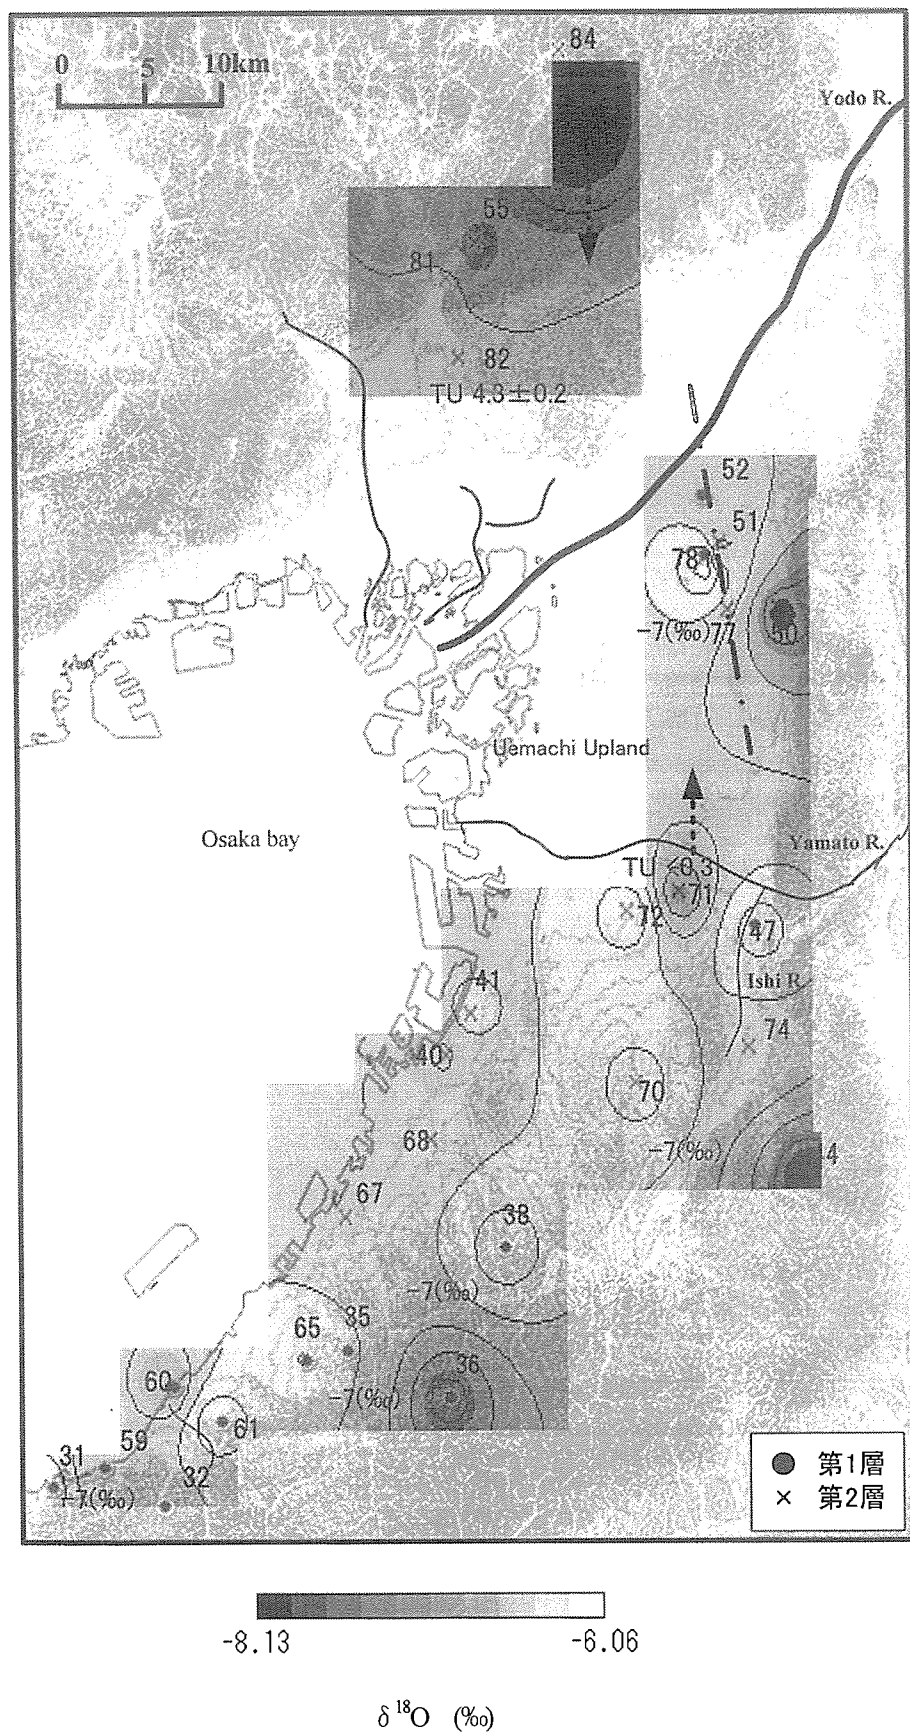 84
0 5 10km
Yodo R.
55
81
82
TU 4.3±0.2
52
51
78
50
-7(‰) 77
Uemachi Upland
Osaka bay
Yamato R.
TU <0.3
71
72
47
41
Ishi R.
74
40
70
68
-7(‰)
4
67
38
-7(‰)
65 35
36
60
-7(‰)
61
59
31
32
-7(‰)
● 第1層
× 第2層
-8.13 -6.06
δ ¹⁸O (‰)